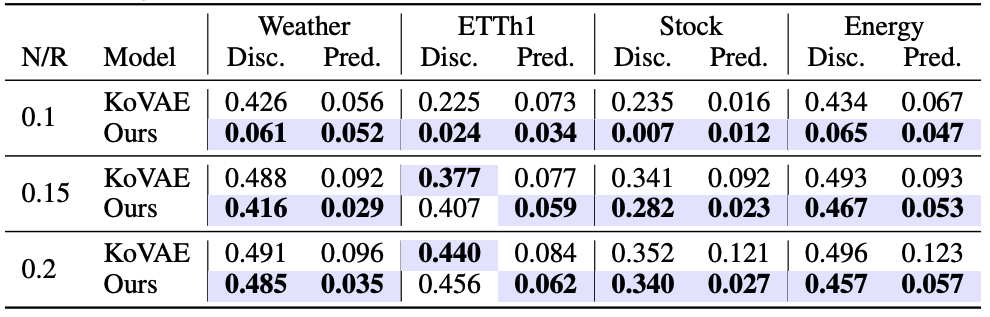 Weather ETTh1 Stock Energy
N/R Model Disc. Pred. Disc. Pred. Disc. Pred. Disc. Pred.
0.1 KoVAE 0.426 0.056 0.225 0.073 0.235 0.016 0.434 0.067
Ours 0.061 0.052 0.024 0.034 0.007 0.012 0.065 0.047
0.15 KoVAE 0.488 0.092 0.377 0.077 0.341 0.092 0.493 0.093
Ours 0.416 0.029 0.407 0.059 0.282 0.023 0.467 0.053
0.2 KoVAE 0.491 0.096 0.440 0.084 0.352 0.121 0.496 0.123
Ours 0.485 0.035 0.456 0.062 0.340 0.027 0.457 0.057